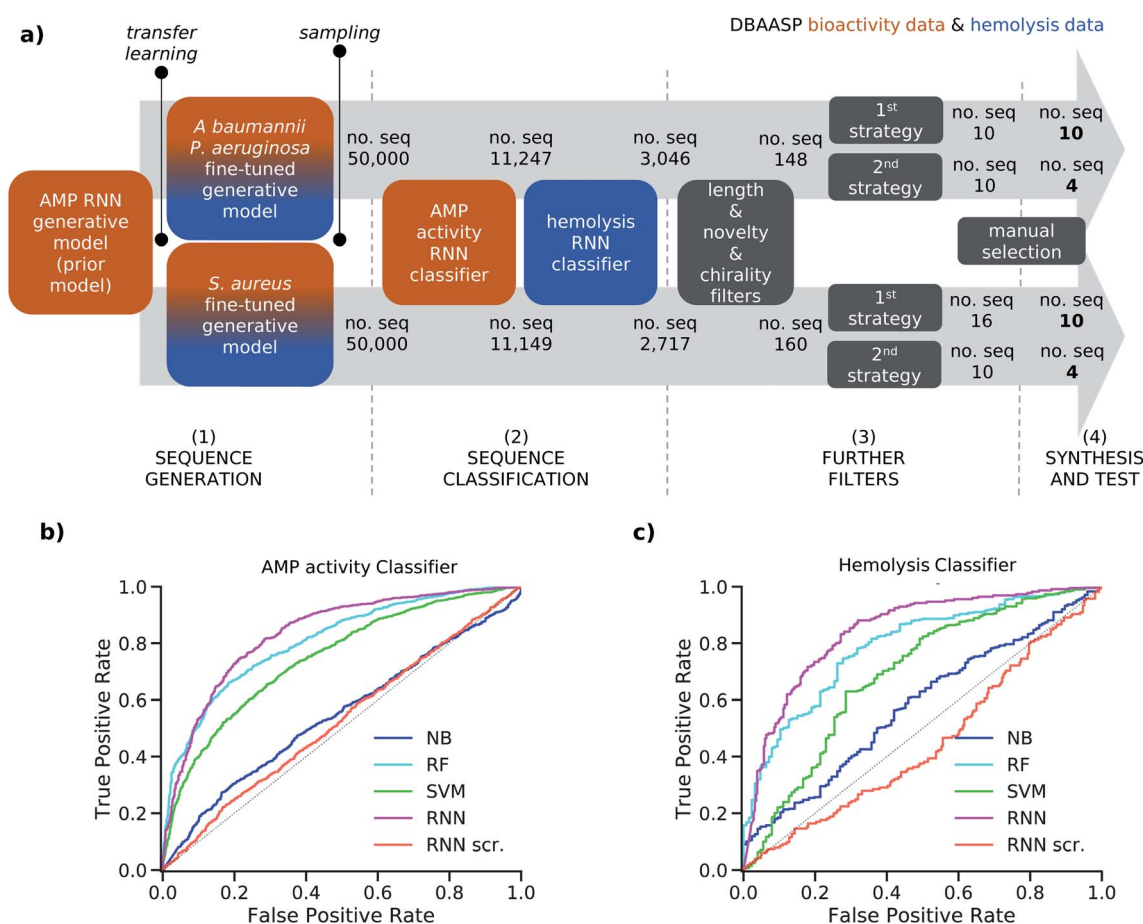 a)
transfer
learning
sampling
DBAASP bioactivity data & hemolysis data
AMP RNN
generative
model
(prior
model)
A baumannii
P. aeruginosa
fine-tuned
generative
model
S. aureus
fine-tuned
generative
model
no. seq
50,000
no. seq
11,247
no. seq
3,046
no. seq
148
1st
strategy
no. seq
10
no. seq
10
2nd
strategy
no. seq
10
no. seq
4
AMP
activity
RNN
classifier
hemolysis
RNN
classifier
length
&
novelty
&
chirality
filters
manual
selection
no. seq
50,000
no. seq
11,149
no. seq
2,717
no. seq
160
1st
strategy
no. seq
16
no. seq
10
2nd
strategy
no. seq
10
no. seq
4
(1)
SEQUENCE
GENERATION
(2)
SEQUENCE
CLASSIFICATION
(3)
FURTHER
FILTERS
(4)
SYNTHESIS
AND TEST
b)
AMP activity Classifier
True Positive Rate
1.0
0.8
0.6
0.4
0.2
0.0
NB
RF
SVM
RNN
RNN scr.
0.0 0.2 0.4 0.6 0.8 1.0
False Positive Rate
c)
Hemolysis Classifier
True Positive Rate
1.0
0.8
0.6
0.4
0.2
0.0
NB
RF
SVM
RNN
RNN scr.
0.0 0.2 0.4 0.6 0.8 1.0
False Positive Rate